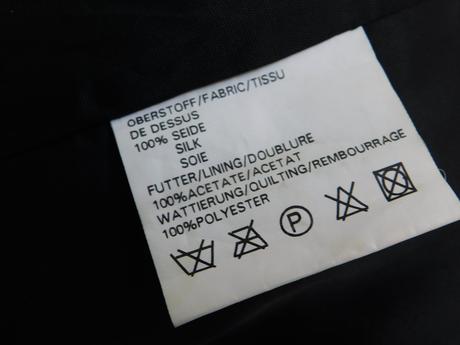 OBERSTOFF/FABRIC/TISSU
DE DESSUS
100% SEIDE
SILK
SOIE
FUTTER/LINING/DOUBLURE
100%ACETATE/ACETAT
WATTIERUNG/QUILTING/REMBOURRAGE
100%POLYESTER
P